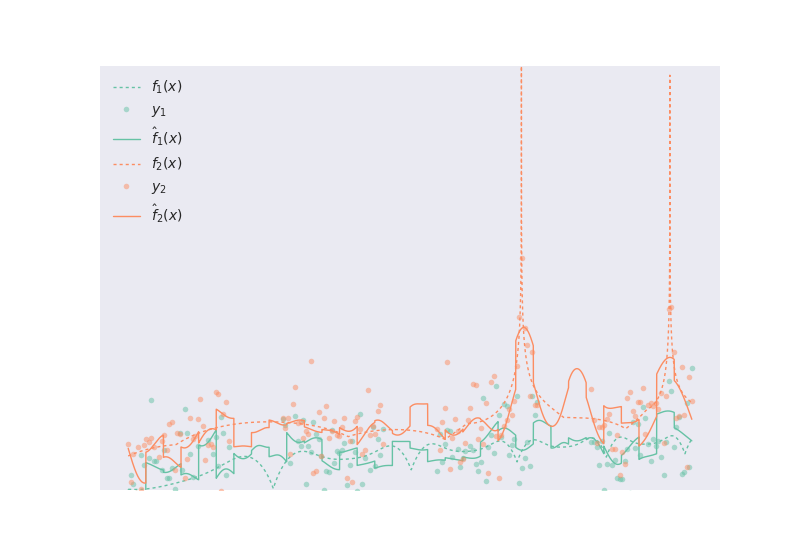 f₁(x)
y₁
f̂₁(x)
f₂(x)
y₂
f̂₂(x)